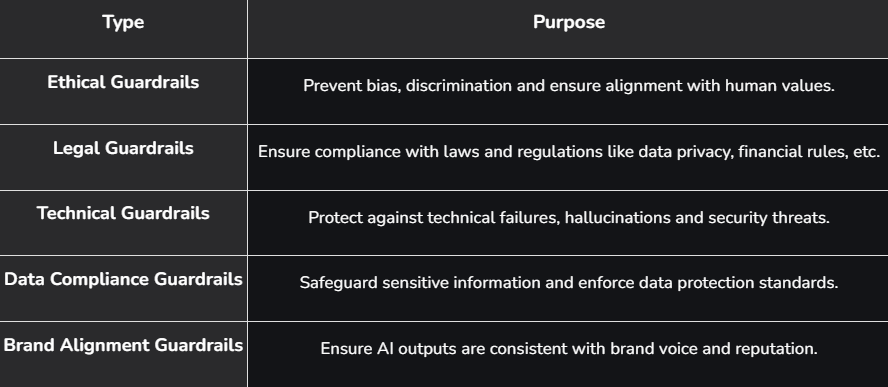 Type
Purpose
Ethical Guardrails
Prevent bias, discrimination and ensure alignment with human values.
Legal Guardrails
Ensure compliance with laws and regulations like data privacy, financial rules, etc.
Technical Guardrails
Protect against technical failures, hallucinations and security threats.
Data Compliance Guardrails
Safeguard sensitive information and enforce data protection standards.
Brand Alignment Guardrails
Ensure AI outputs are consistent with brand voice and reputation.